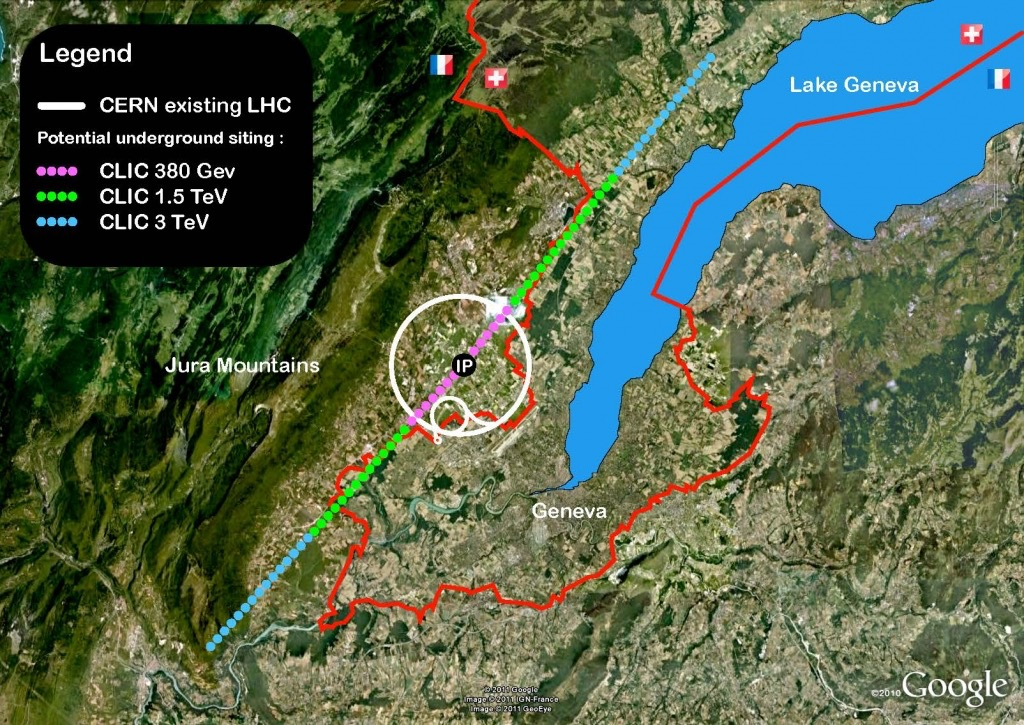 Legend
CERN existing LHC
Potential underground siting :
CLIC 380 Gev
CLIC 1.5 TeV
CLIC 3 TeV
Lake Geneva
Jura Mountains
IP
Geneva
© 2011 Google
Image © 2011 IGN-France
Image © 2011 GeoEye
©2010 Google